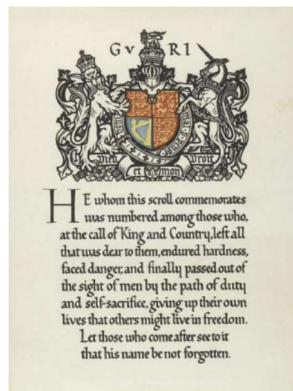 G v RI
Dieu et mon Droit
HE whom this scroll commemorates
was numbered among those who,
at the call of King and Country, left all
that was dear to them, endured hardness,
faced danger, and finally passed out of
the sight of men by the path of duty
and self-sacrifice, giving up their own
lives that others might live in freedom.
Let those who come after see to it
that his name be not forgotten.